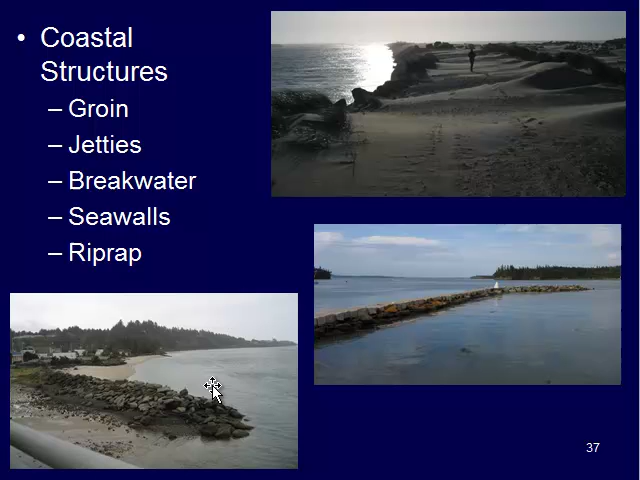 • Coastal
Structures
– Groin
– Jetties
– Breakwater
– Seawalls
– Riprap
37